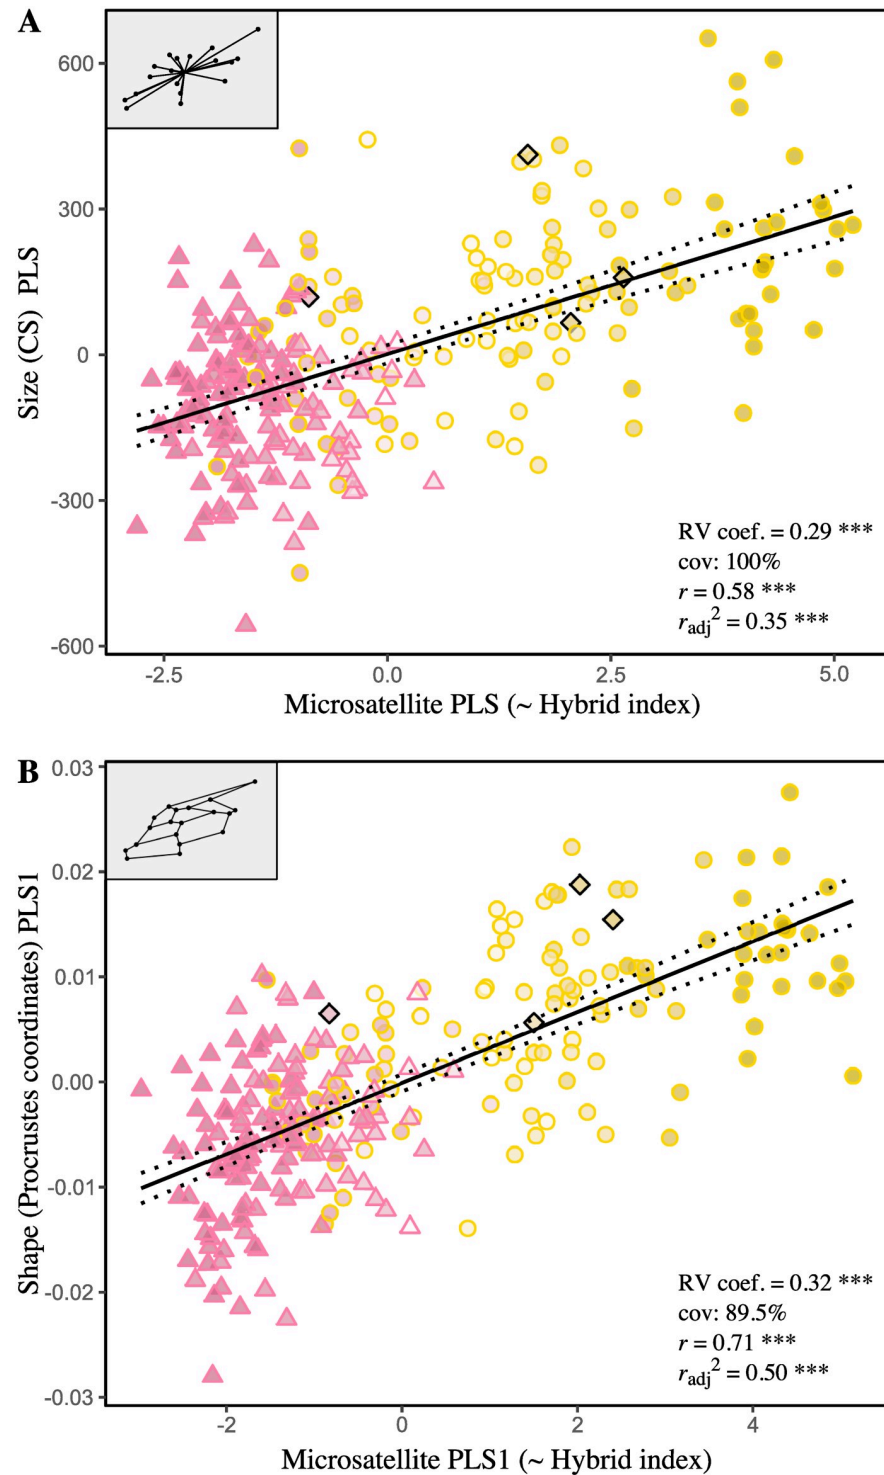 A
600
300
0
-300
-600
Size (CS) PLS
RV coef. = 0.29 ***
cov: 100%
r = 0.58 ***
radj² = 0.35 ***
-2.5 0.0 2.5 5.0
Microsatellite PLS (~ Hybrid index)
B
0.03
0.02
0.01
0.00
-0.01
-0.02
-0.03
Shape (Procrustes coordinates) PLS1
RV coef. = 0.32 ***
cov: 89.5%
r = 0.71 ***
radj² = 0.50 ***
-2 0 2 4
Microsatellite PLS1 (~ Hybrid index)